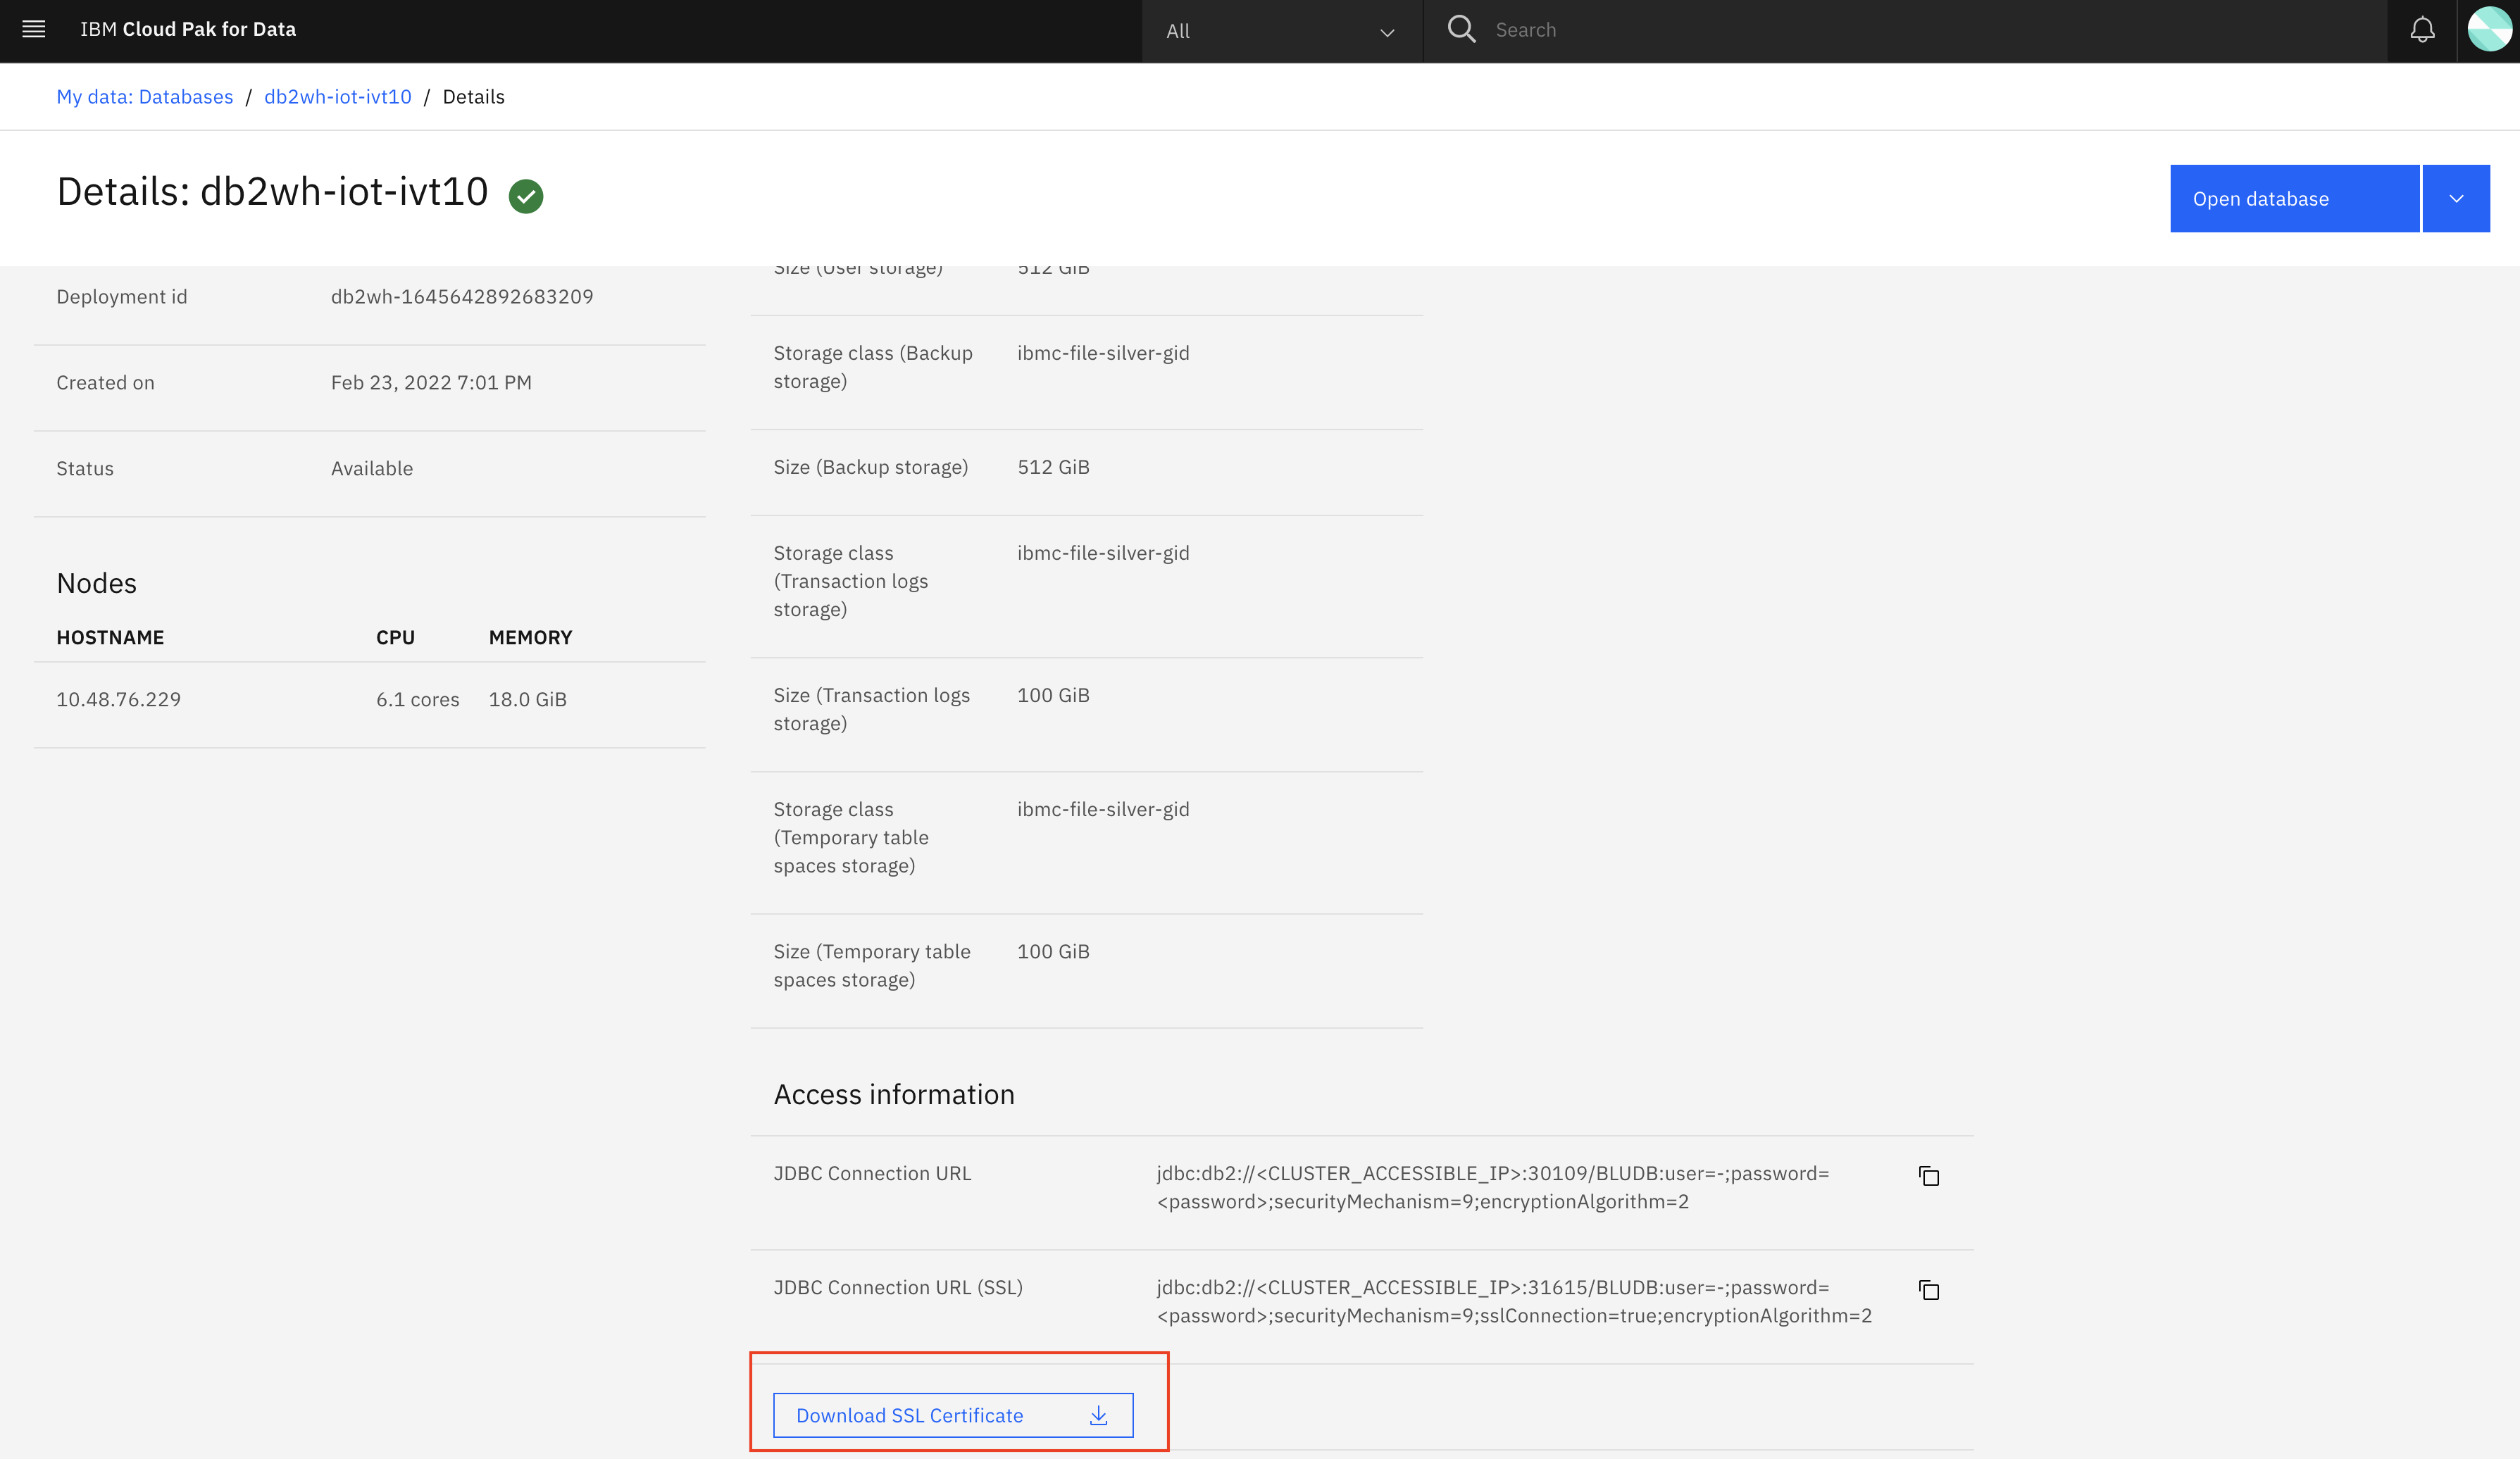 IBM Cloud Pak for Data
All
Search
My data: Databases / db2wh-iot-ivt10 / Details
Details: db2wh-iot-ivt10
Open database
Deployment id db2wh-1645642892683209
Created on Feb 23, 2022 7:01 PM
Status Available
Nodes
HOSTNAME CPU MEMORY
10.48.76.229 6.1 cores 18.0 GiB
Size (User storage) 512 GiB
Storage class (Backup ibmc-file-silver-gid
storage)
Size (Backup storage) 512 GiB
Storage class ibmc-file-silver-gid
(Transaction logs
storage)
Size (Transaction logs 100 GiB
storage)
Storage class ibmc-file-silver-gid
(Temporary table
spaces storage)
Size (Temporary table 100 GiB
spaces storage)
Access information
JDBC Connection URL jdbc:db2://<CLUSTER_ACCESSIBLE_IP>:30109/BLUDB:user=-;password=
<password>;securityMechanism=9;encryptionAlgorithm=2
JDBC Connection URL (SSL) jdbc:db2://<CLUSTER_ACCESSIBLE_IP>:31615/BLUDB:user=-;password=
<password>;securityMechanism=9;sslConnection=true;encryptionAlgorithm=2
Download SSL Certificate